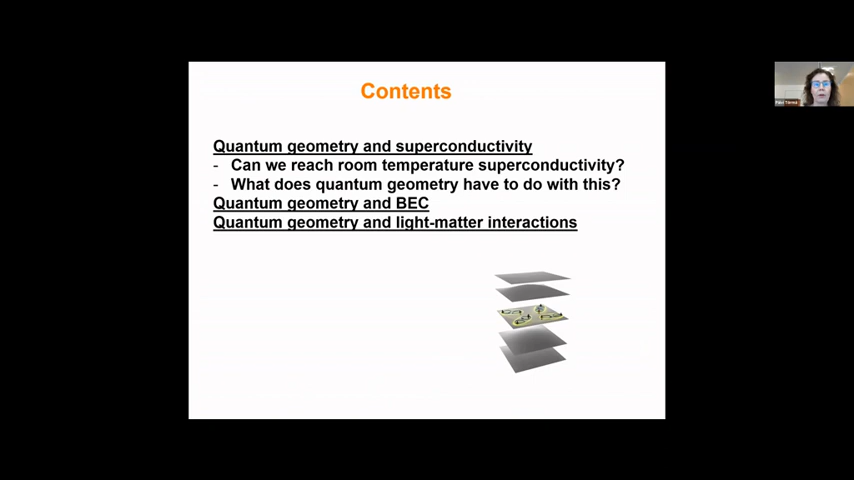 Contents
Quantum geometry and superconductivity
- Can we reach room temperature superconductivity?
- What does quantum geometry have to do with this?
Quantum geometry and BEC
Quantum geometry and light-matter interactions